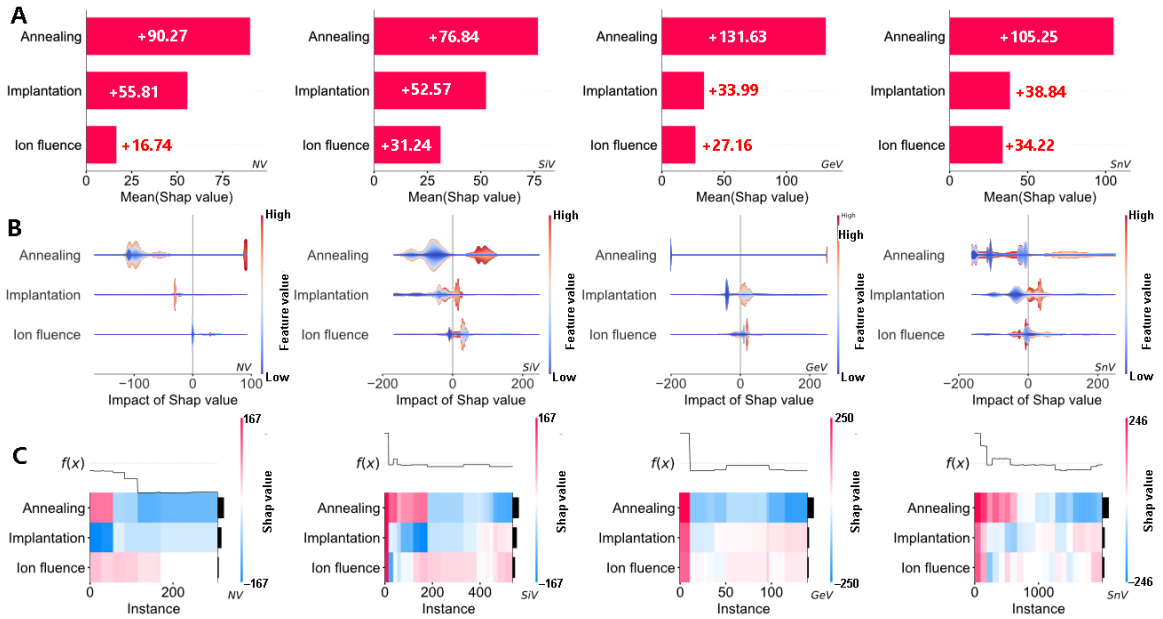 A
Annealing
+90.27
Implantation
+55.81
Ion fluence
+16.74
NV
0 25 50 75
Mean(Shap value)
Annealing
+76.84
Implantation
+52.57
Ion fluence
+31.24
SiV
0 25 50 75
Mean(Shap value)
Annealing
+131.63
Implantation
+33.99
Ion fluence
+27.16
GeV
0 50 100
Mean(Shap value)
Annealing
+105.25
Implantation
+38.84
Ion fluence
+34.22
SnV
0 50 100
Mean(Shap value)
B
High
Annealing
Implantation
Ion fluence
Feature value
Low
NV
−100 0 100
Impact of Shap value
High
Annealing
Implantation
Ion fluence
Feature value
Low
SiV
−200 0 200
Impact of Shap value
High
High
Annealing
Implantation
Ion fluence
Feature value
Low
GeV
−200 0 200
Impact of Shap value
High
Annealing
Implantation
Ion fluence
Feature value
Low
SnV
−200 0 200
Impact of Shap value
C
167
f(x)
Annealing
Implantation
Ion fluence
Shap value
−167
NV
0 200
Instance
167
f(x)
Annealing
Implantation
Ion fluence
Shap value
−167
SiV
0 200 400
Instance
250
f(x)
Annealing
Implantation
Ion fluence
Shap value
−250
GeV
0 50 100
Instance
246
f(x)
Annealing
Implantation
Ion fluence
Shap value
−246
SnV
0 1000
Instance